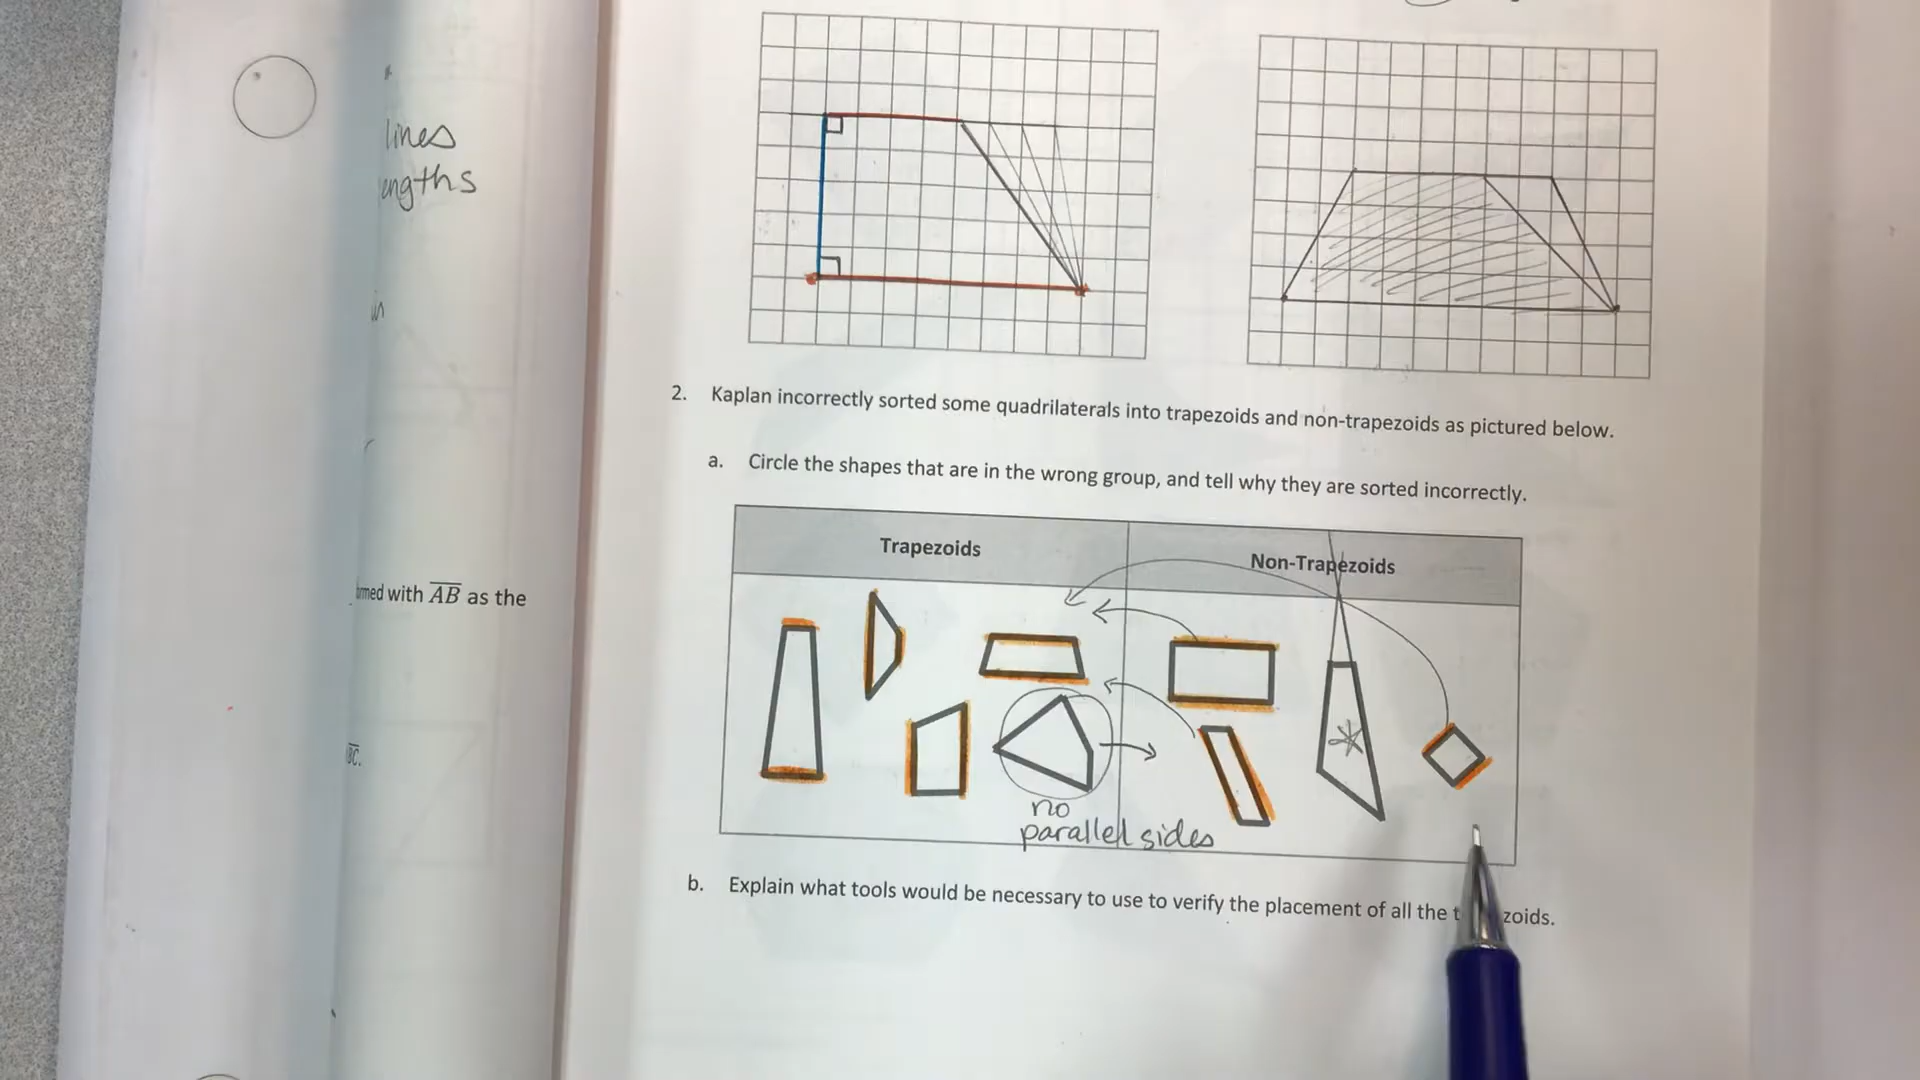 lines
engths
in
rmed with AB as the
BC.
2. Kaplan incorrectly sorted some quadrilaterals into trapezoids and non-trapezoids as pictured below.
a. Circle the shapes that are in the wrong group, and tell why they are sorted incorrectly.
Trapezoids
Non-Trapezoids
no
parallel sides
b. Explain what tools would be necessary to use to verify the placement of all the t zoids.